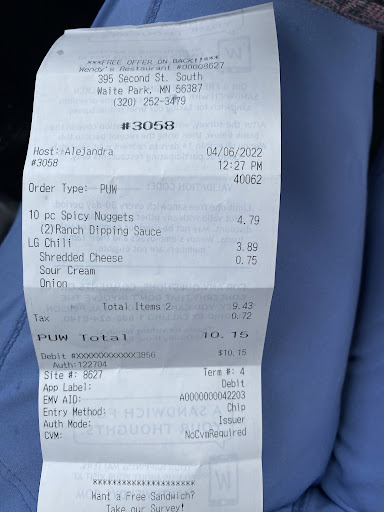 ***FREE OFFER ON BACK!!***
Wendy's Restaurant #00008627
395 Second St. South
Waite Park, MN 56387
(320) 252-3479
#3058
Host: Alejandra 04/06/2022
#3058 12:27 PM
40062
Order Type: PUW
10 pc Spicy Nuggets 4.79
(2)Ranch Dipping Sauce
LG Chili 3.89
Shredded Cheese 0.75
Sour Cream
Onion
Total Items 2 9.43
Tax 0.72
PUW Total 10.15
Debit #XXXXXXXXXXXX3856 $10.15
Auth:122704
Site #: 8627 Term #: 4
App Label: Debit
EMV AID: A0000000042203
Entry Method: Chip
Auth Mode: Issuer
CVM: NoCvmRequired
*********************
Want a Free Sandwich?
Take our Survey!